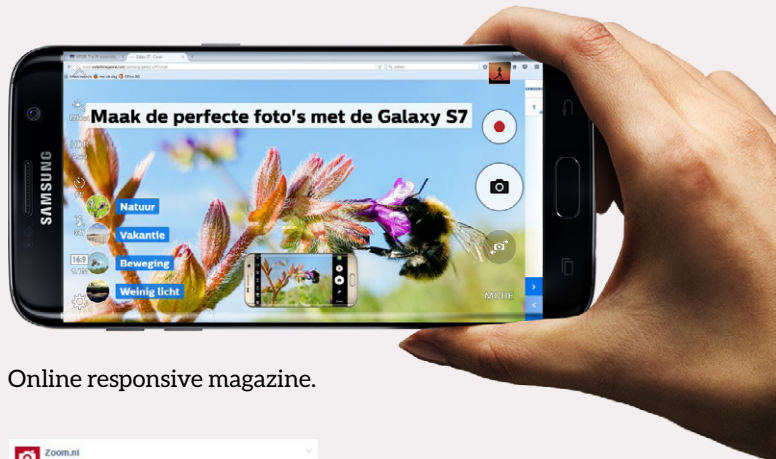 SAMSUNG
Maak de perfecte foto's met de Galaxy S7
HDR
Natuur
Vakantie
Beweging
16:9
Weinig licht
MODE
Online responsive magazine.
Zoom.nl